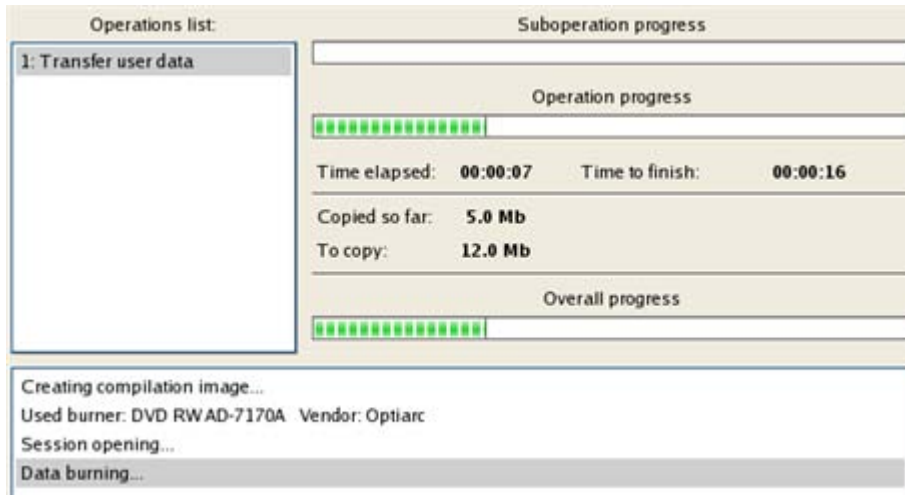 Operations list:
1: Transfer user data
Suboperation progress
Operation progress
Time elapsed: 00:00:07 Time to finish: 00:00:16
Copied so far: 5.0 Mb
To copy: 12.0 Mb
Overall progress
Creating compilation image...
Used burner: DVD RW AD-7170A Vendor: Optiarc
Session opening...
Data burning...